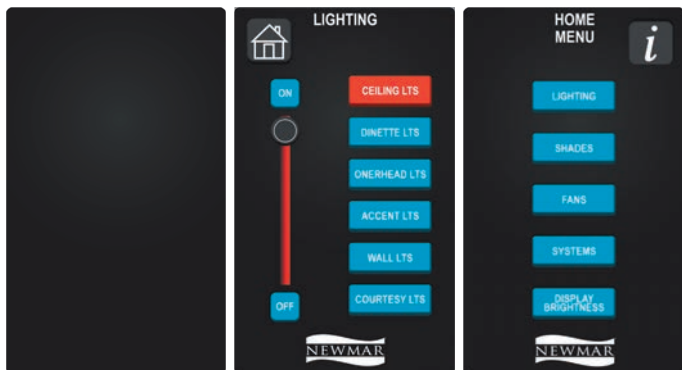 LIGHTING
ON
CEILING LTS
DINETTE LTS
ONERHEAD LTS
ACCENT LTS
WALL LTS
OFF
COURTESY LTS
NEWMAR
HOME
MENU
i
LIGHTING
SHADES
FANS
SYSTEMS
DISPLAY
BRIGHTNESS
NEWMAR